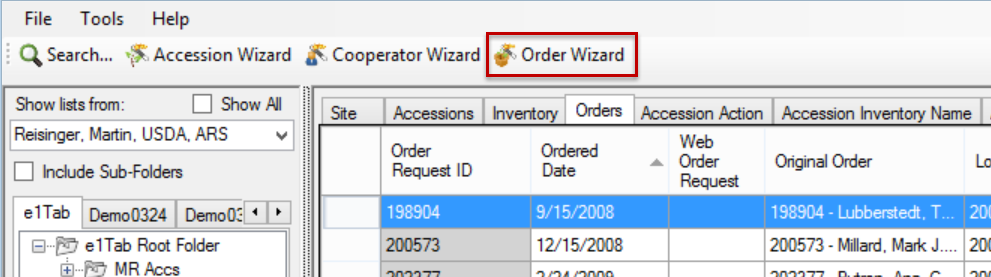 File Tools Help
Search... Accession Wizard Cooperator Wizard Order Wizard
Show lists from: Show All
Reisinger, Martin, USDA, ARS
Include Sub-Folders
e1Tab Demo0324
e1Tab Root Folder
MR Accs
Site Accessions Inventory Orders Accession Action Accession Inventory Name
Order Request ID Ordered Date Web Order Request Original Order
198904 9/15/2008 198904 - Lubberstedt, T...
200573 12/15/2008 200573 - Millard, Mark J....